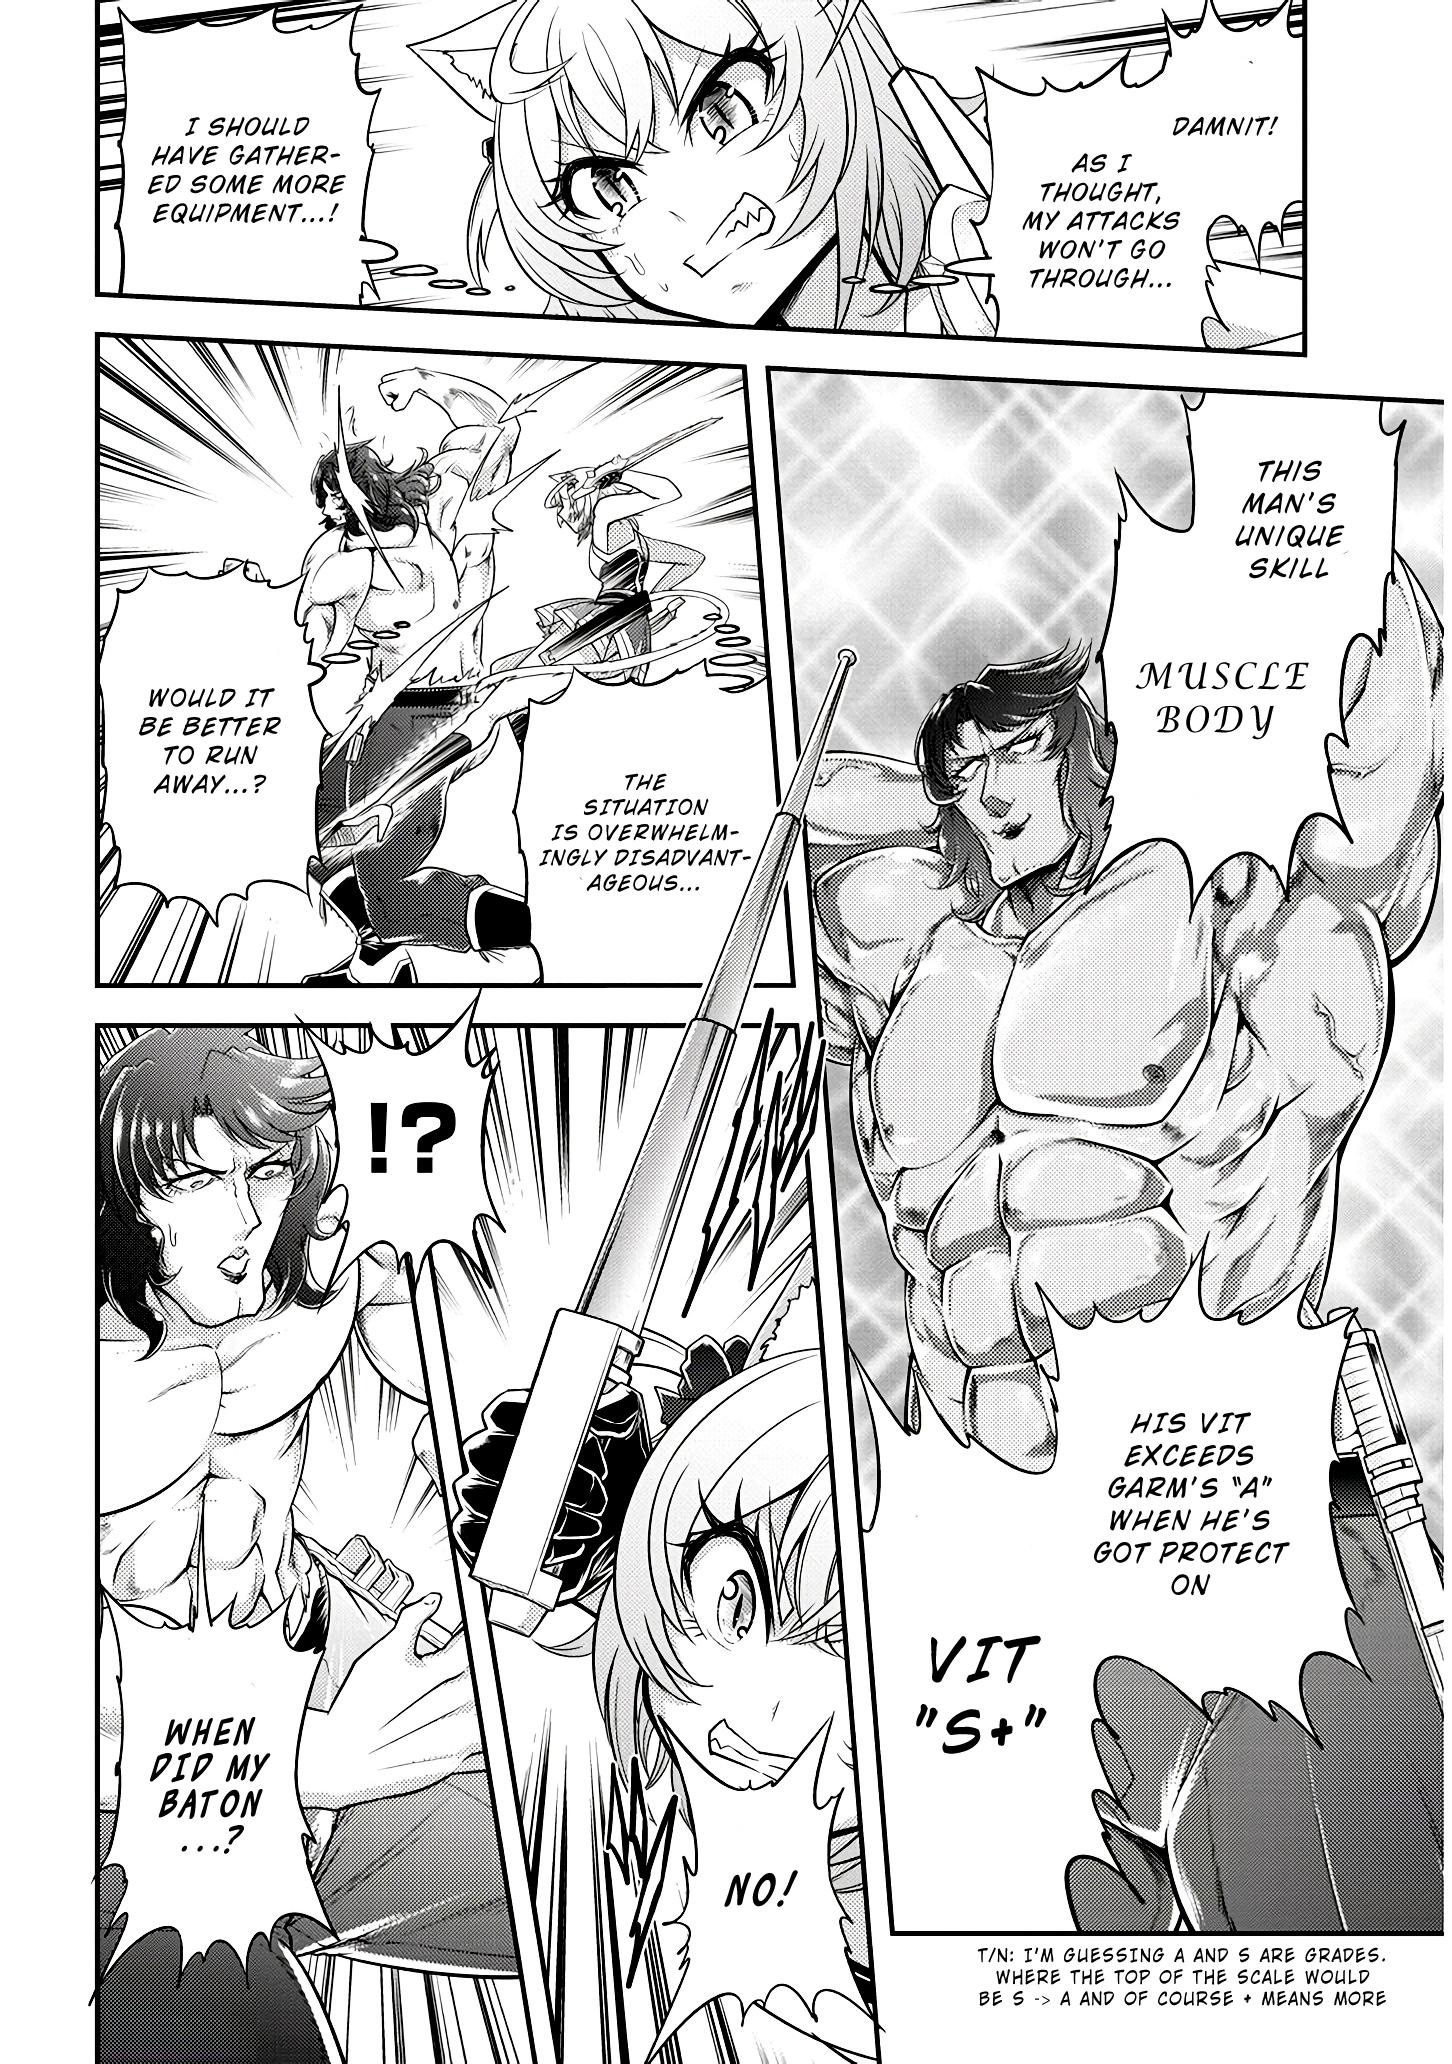 DAMNIT!
AS I
THOUGHT,
MY ATTACKS
WON'T GO
THROUGH...
I SHOULD
HAVE GATHER-
ED SOME MORE
EQUIPMENT...!
THIS
MAN'S
UNIQUE
SKILL
MUSCLE
BODY
HIS VIT
EXCEEDS
GARM'S "A"
WHEN HE'S
GOT PROTECT
ON
VIT
"S+"
T/N: I'M GUESSING A AND S ARE GRADES.
WHERE THE TOP OF THE SCALE WOULD
BE S -> A AND OF COURSE + MEANS MORE
THE
SITUATION
IS OVERWHELM-
INGLY DISADVANT-
AGEOUS...
WOULD IT
BE BETTER
TO RUN
AWAY...?
NO!
!?
WHEN
DID MY
BATON
...?